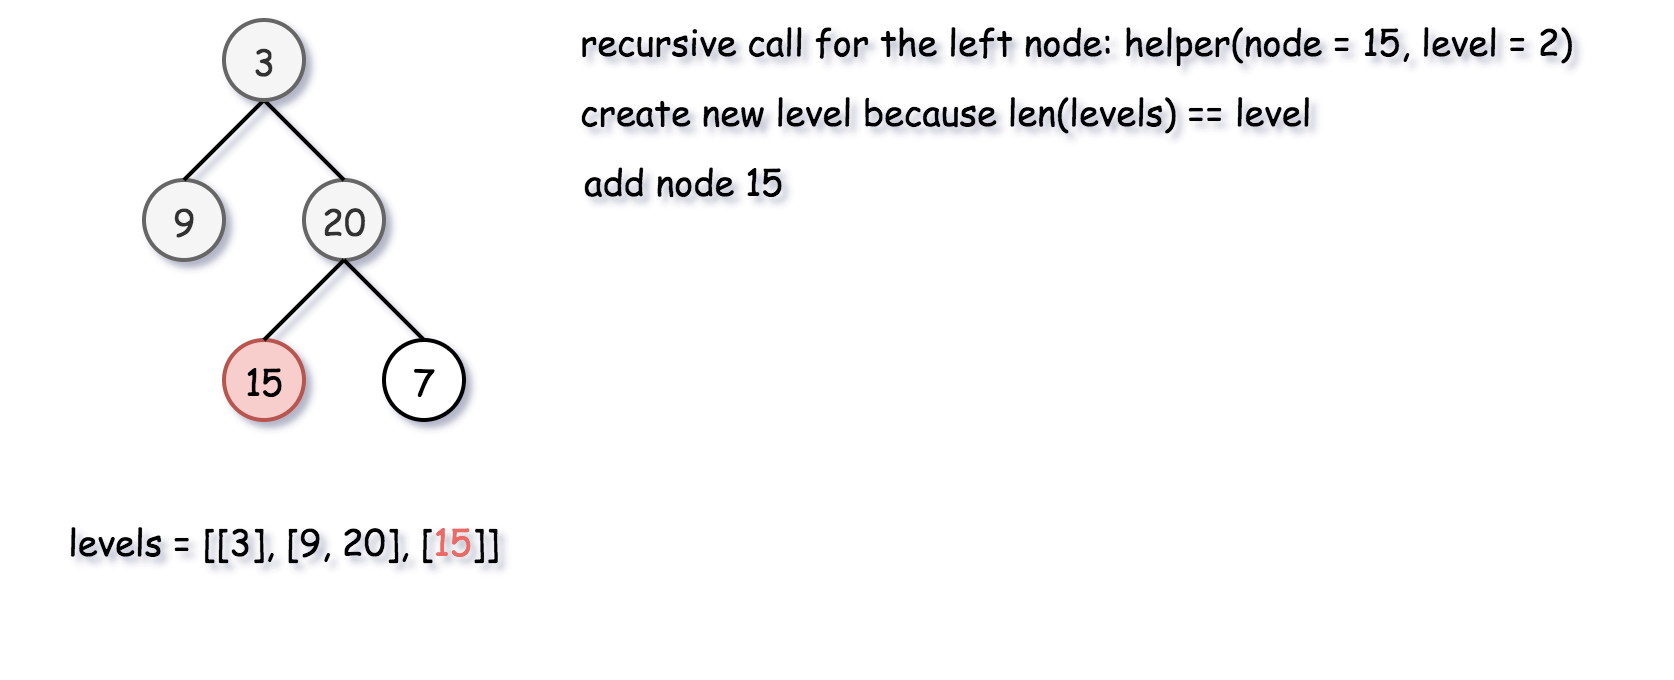 3
recursive call for the left node: helper(node = 15, level = 2)
create new level because len(levels) == level
add node 15
9
20
15
7
levels = [[3], [9, 20], [15]]